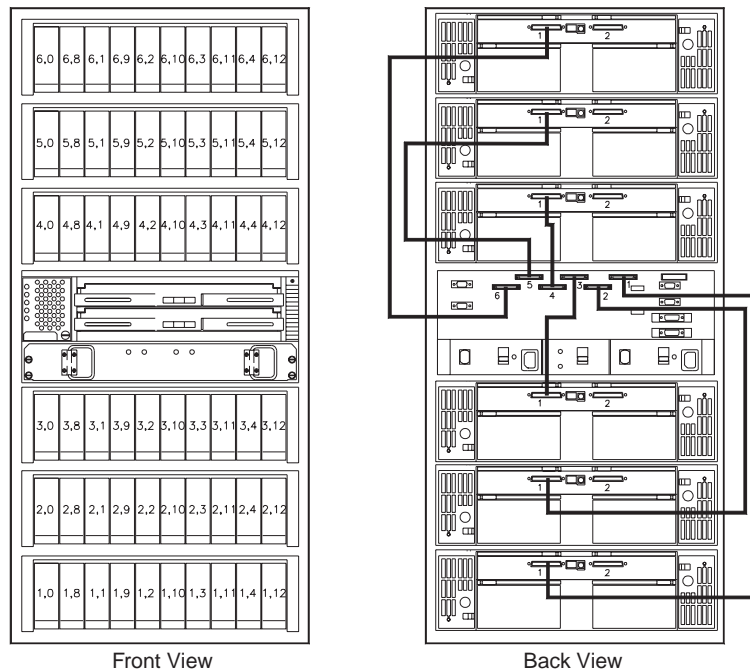 6,0 6,8 6,1 6,9 6,2 6,10 6,3 6,11 6,4 6,12
5,0 5,8 5,1 5,9 5,2 5,10 5,3 5,11 5,4 5,12
4,0 4,8 4,1 4,9 4,2 4,10 4,3 4,11 4,4 4,12
3,0 3,8 3,1 3,9 3,2 3,10 3,3 3,11 3,4 3,12
2,0 2,8 2,1 2,9 2,2 2,10 2,3 2,11 2,4 2,12
1,0 1,8 1,1 1,9 1,2 1,10 1,3 1,11 1,4 1,12
Front View
1 2
1 2
1 2
5 3 1
6 4 2
1 2
1 2
1 2
Back View